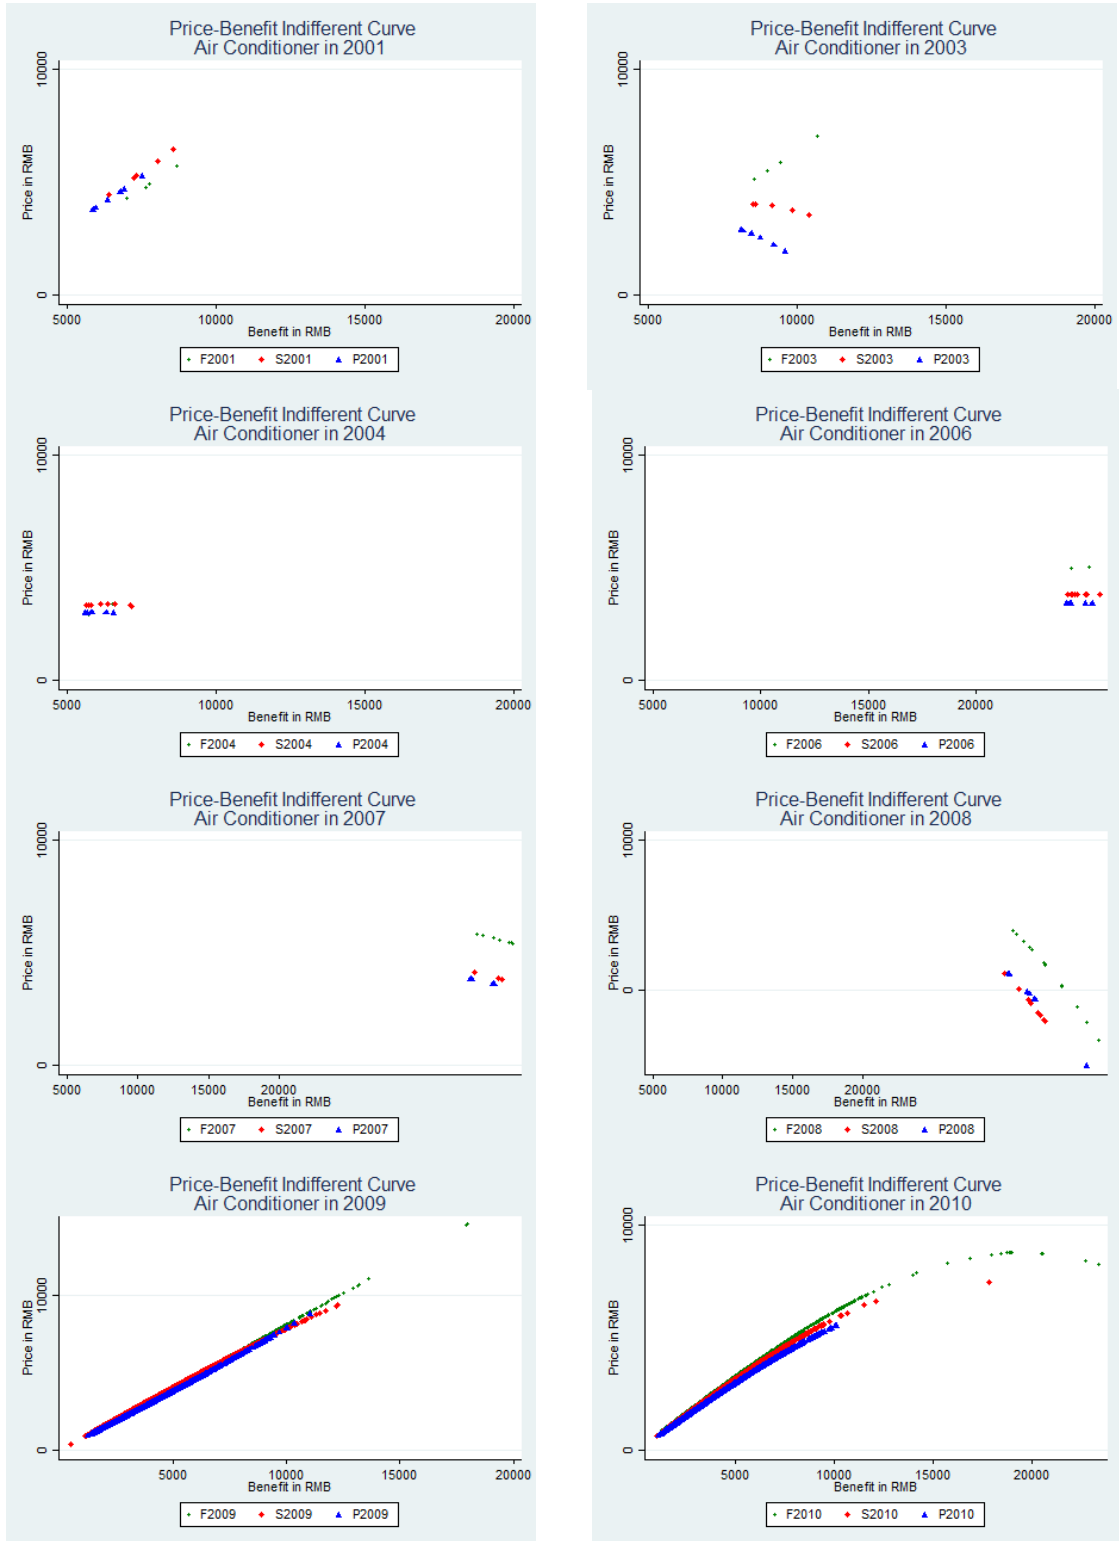 Price-Benefit Indifferent Curve
Air Conditioner in 2001
Price in RMB
10000
0
5000 10000 15000 20000
Benefit in RMB
F2001 S2001 P2001
Price-Benefit Indifferent Curve
Air Conditioner in 2003
Price in RMB
10000
0
5000 10000 15000 20000
Benefit in RMB
F2003 S2003 P2003
Price-Benefit Indifferent Curve
Air Conditioner in 2004
Price in RMB
10000
0
5000 10000 15000 20000
Benefit in RMB
F2004 S2004 P2004
Price-Benefit Indifferent Curve
Air Conditioner in 2006
Price in RMB
10000
0
5000 10000 15000 20000
Benefit in RMB
F2006 S2006 P2006
Price-Benefit Indifferent Curve
Air Conditioner in 2007
Price in RMB
10000
0
5000 10000 15000 20000
Benefit in RMB
F2007 S2007 P2007
Price-Benefit Indifferent Curve
Air Conditioner in 2008
Price in RMB
10000
0
5000 10000 15000 20000
Benefit in RMB
F2008 S2008 P2008
Price-Benefit Indifferent Curve
Air Conditioner in 2009
Price in RMB
10000
0
5000 10000 15000 20000
Benefit in RMB
F2009 S2009 P2009
Price-Benefit Indifferent Curve
Air Conditioner in 2010
Price in RMB
10000
0
5000 10000 15000 20000
Benefit in RMB
F2010 S2010 P2010